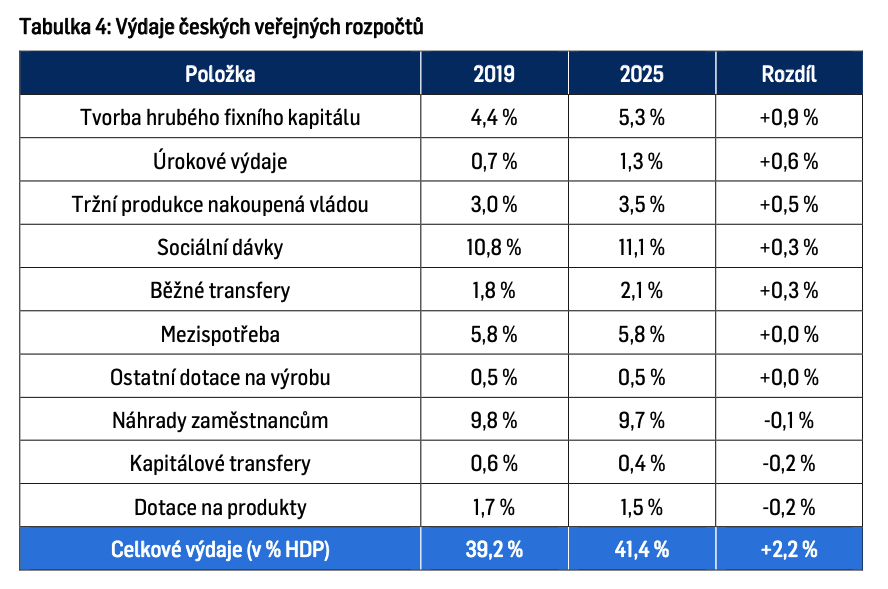 Tabulka 4: Výdaje českých veřejných rozpočtů
Položka 2019 2025 Rozdíl
Tvorba hrubého fixního kapitálu 4,4 % 5,3 % +0,9 %
Úrokové výdaje 0,7 % 1,3 % +0,6 %
Tržní produkce nakoupená vládou 3,0 % 3,5 % +0,5 %
Sociální dávky 10,8 % 11,1 % +0,3 %
Běžné transfery 1,8 % 2,1 % +0,3 %
Mezispotřeba 5,8 % 5,8 % +0,0 %
Ostatní dotace na výrobu 0,5 % 0,5 % +0,0 %
Náhrady zaměstnancům 9,8 % 9,7 % -0,1 %
Kapitálové transfery 0,6 % 0,4 % -0,2 %
Dotace na produkty 1,7 % 1,5 % -0,2 %
Celkové výdaje (v % HDP) 39,2 % 41,4 % +2,2 %